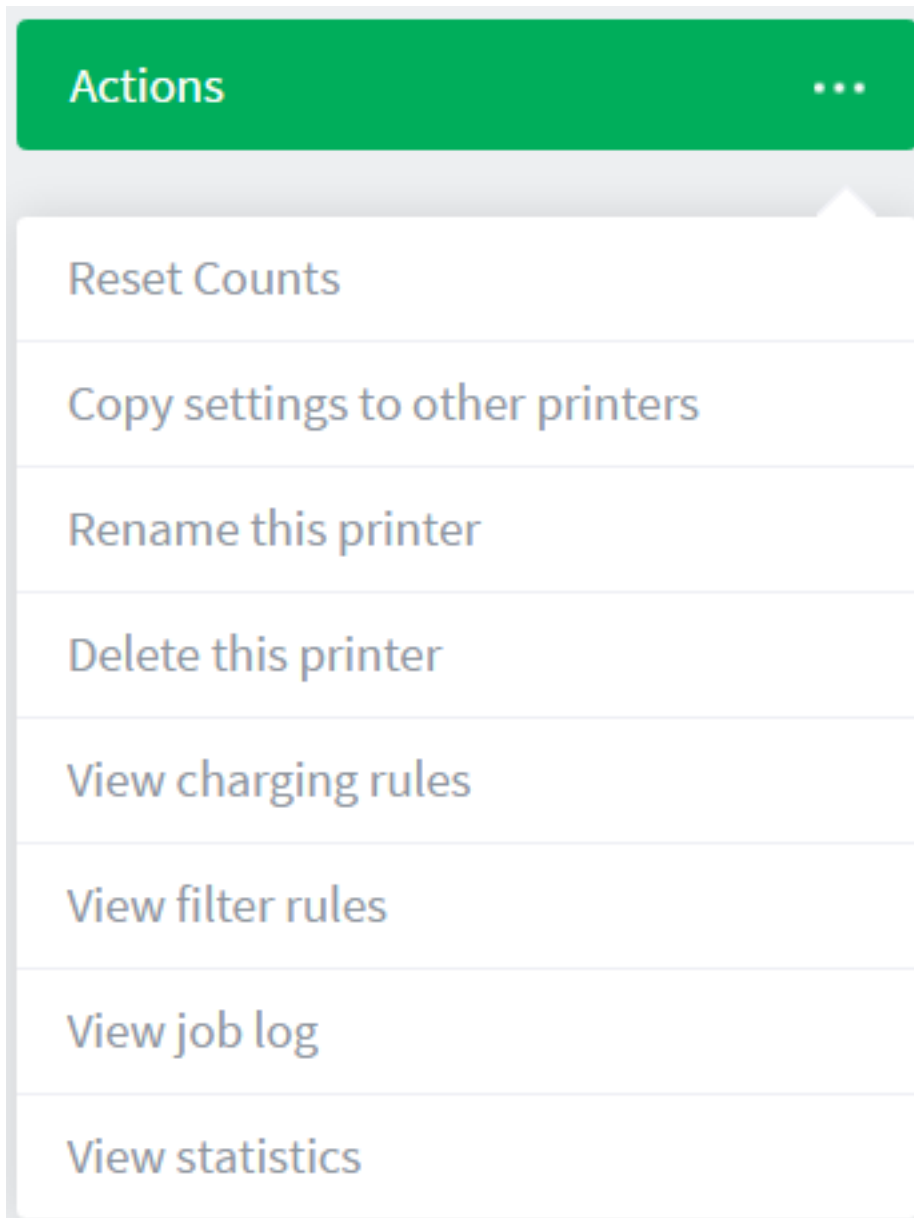 Actions
Reset Counts
Copy settings to other printers
Rename this printer
Delete this printer
View charging rules
View filter rules
View job log
View statistics